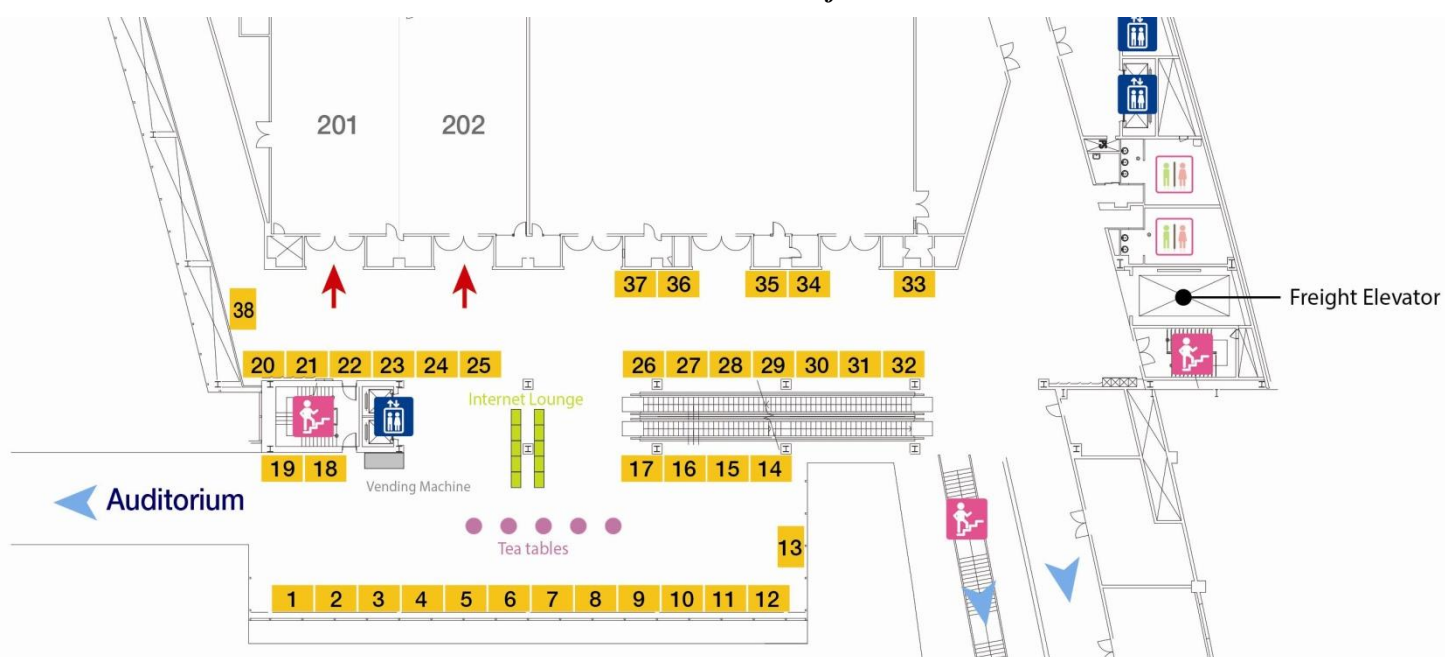 201 202
37 36 35 34 33
38
Freight Elevator
20 21 22 23 24 25 26 27 28 29 30 31 32
Internet Lounge
19 18 17 16 15 14
Vending Machine
Auditorium
Tea tables
13
1 2 3 4 5 6 7 8 9 10 11 12